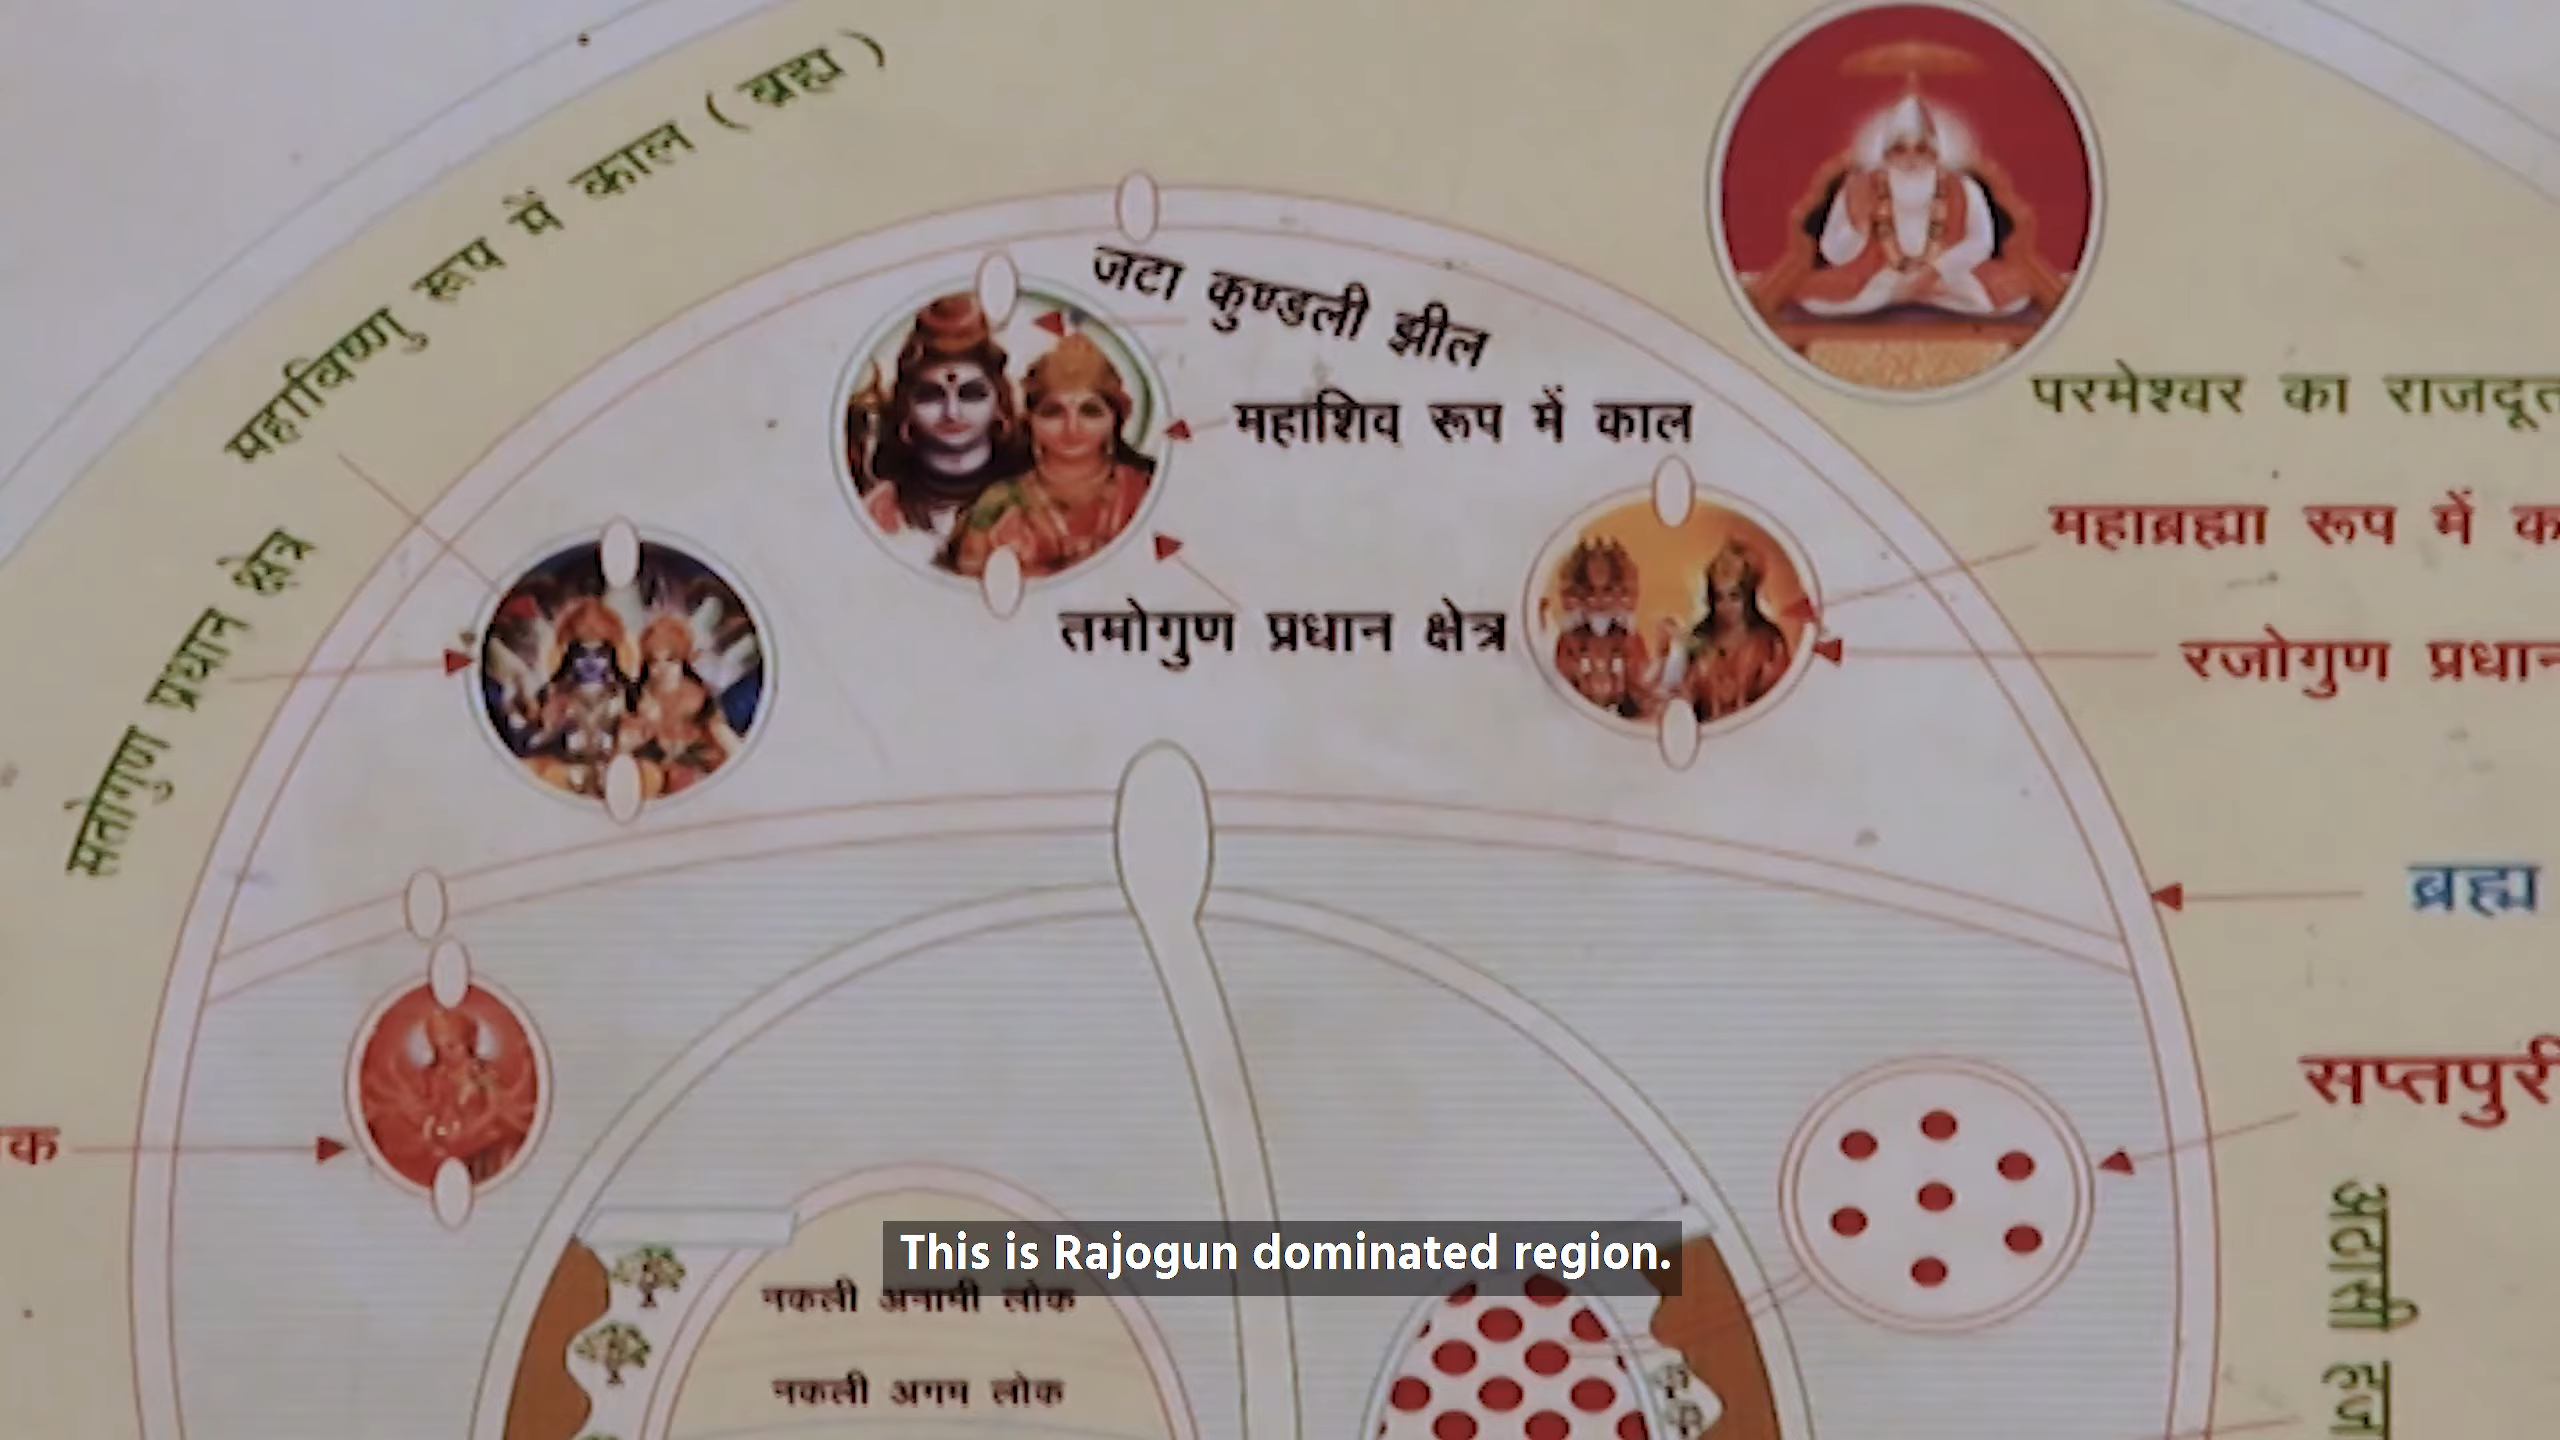 महाविष्णु रूप में काल ( ब्रह्म )
सतोगुण प्रधान क्षेत्र
जटा कुण्डली झील
महाशिव रूप में काल
तमोगुण प्रधान क्षेत्र
परमेश्वर का राजदूत
महाब्रह्मा रूप में
रजोगुण प्रधान
ब्रह्म
सप्तपुरी
अठासी
This is Rajogun dominated region.
नकली अनामी लोक
नकली अगम लोक